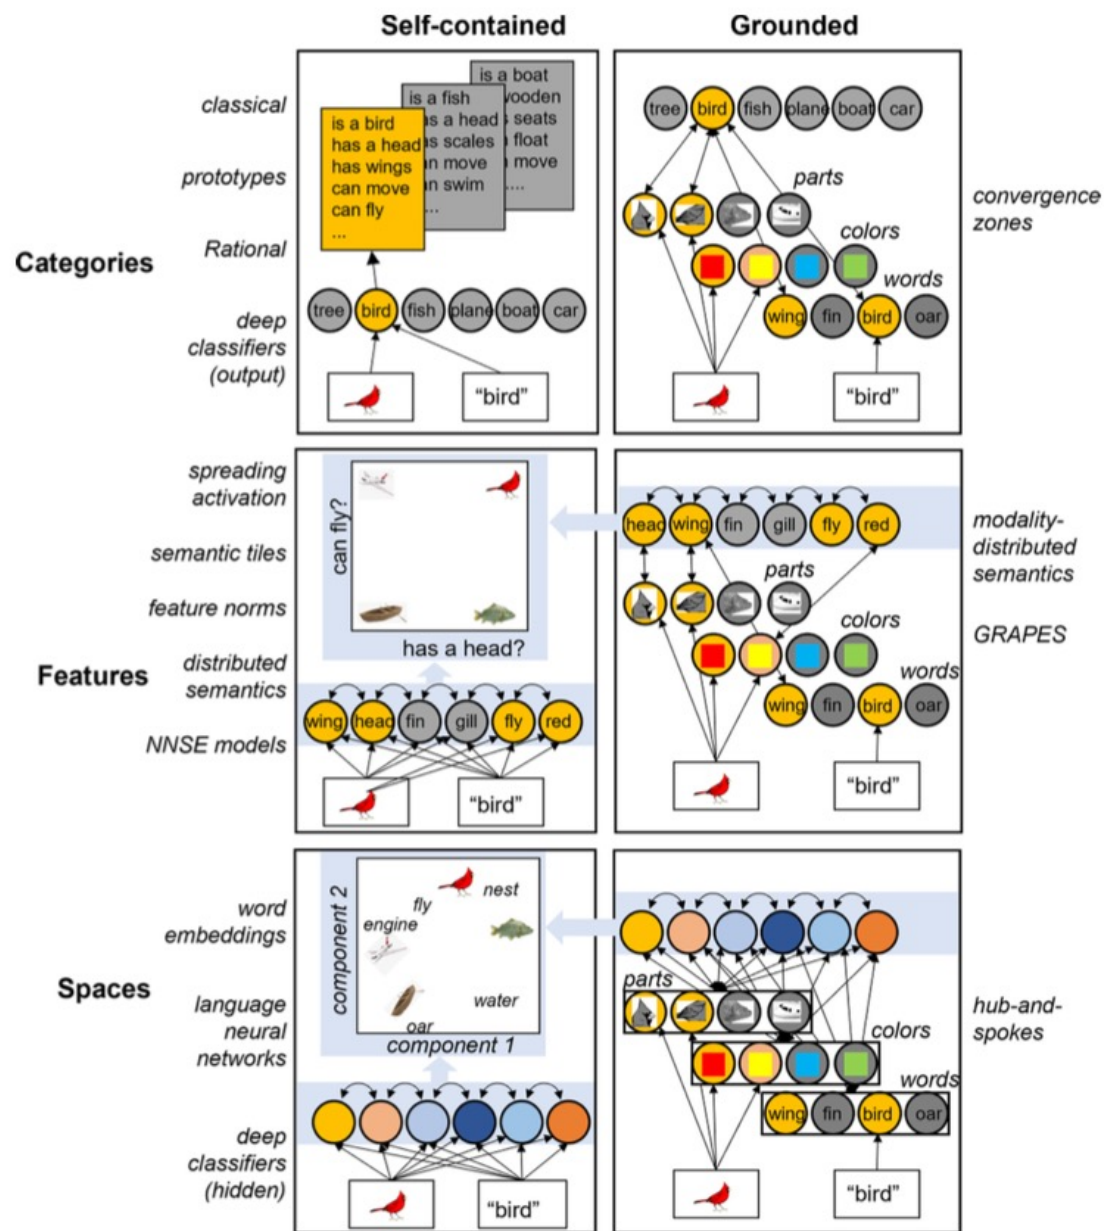 Self-contained
Grounded
Categories
classical
prototypes
Rational
deep
classifiers
(output)
is a boat
wooden
seats
float
move
....
is a fish
has a head
has scales
can move
can swim
...
is a bird
has a head
has wings
can move
can fly
...
tree bird fish plane boat car
"bird"
tree bird fish plane boat car
parts
colors
words
wing fin bird oar
"bird"
convergence
zones
Features
spreading
activation
semantic tiles
feature norms
distributed
semantics
NNSE models
can fly?
has a head?
wing head fin gill fly red
"bird"
head wing fin gill fly red
parts
colors
words
wing fin bird oar
"bird"
modality-
distributed
semantics
GRAPES
Spaces
word
embeddings
language
neural
networks
deep
classifiers
(hidden)
component 2
nest
fly
engine
water
oar
component 1
"bird"
parts
colors
words
wing fin bird oar
"bird"
hub-and-
spokes